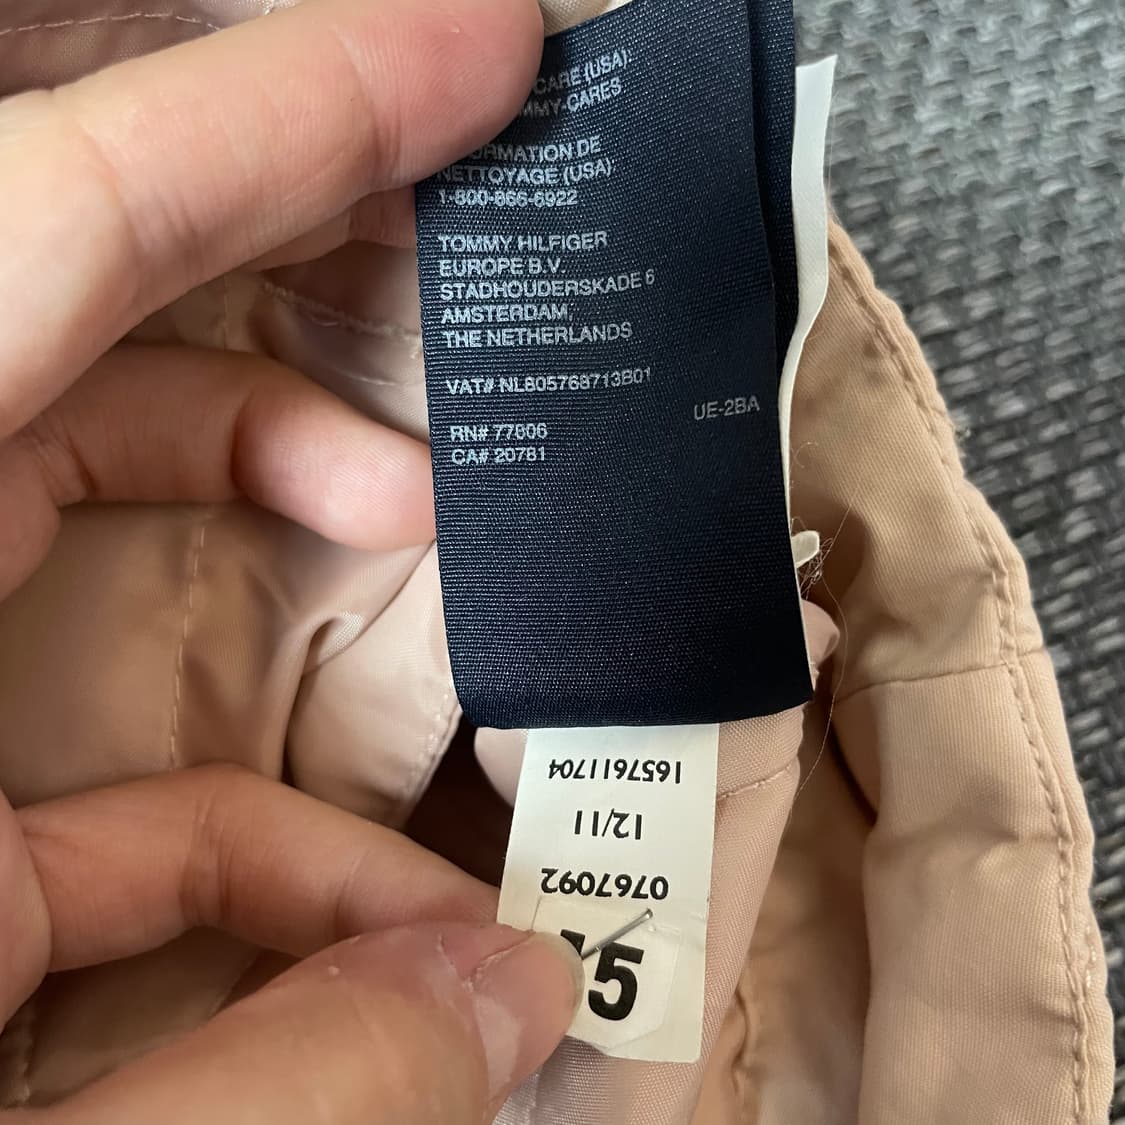 CARE (USA):
MMY-CARES
ORMATION DE
NETTOYAGE (USA):
1-800-866-6922
TOMMY HILFIGER
EUROPE B.V.
STADHOUDERSKADE 6
AMSTERDAM,
THE NETHERLANDS
VAT# NL805768713B01
UE-2BA
RN# 77806
CA# 20781
1657611704
12/11
0767092
5